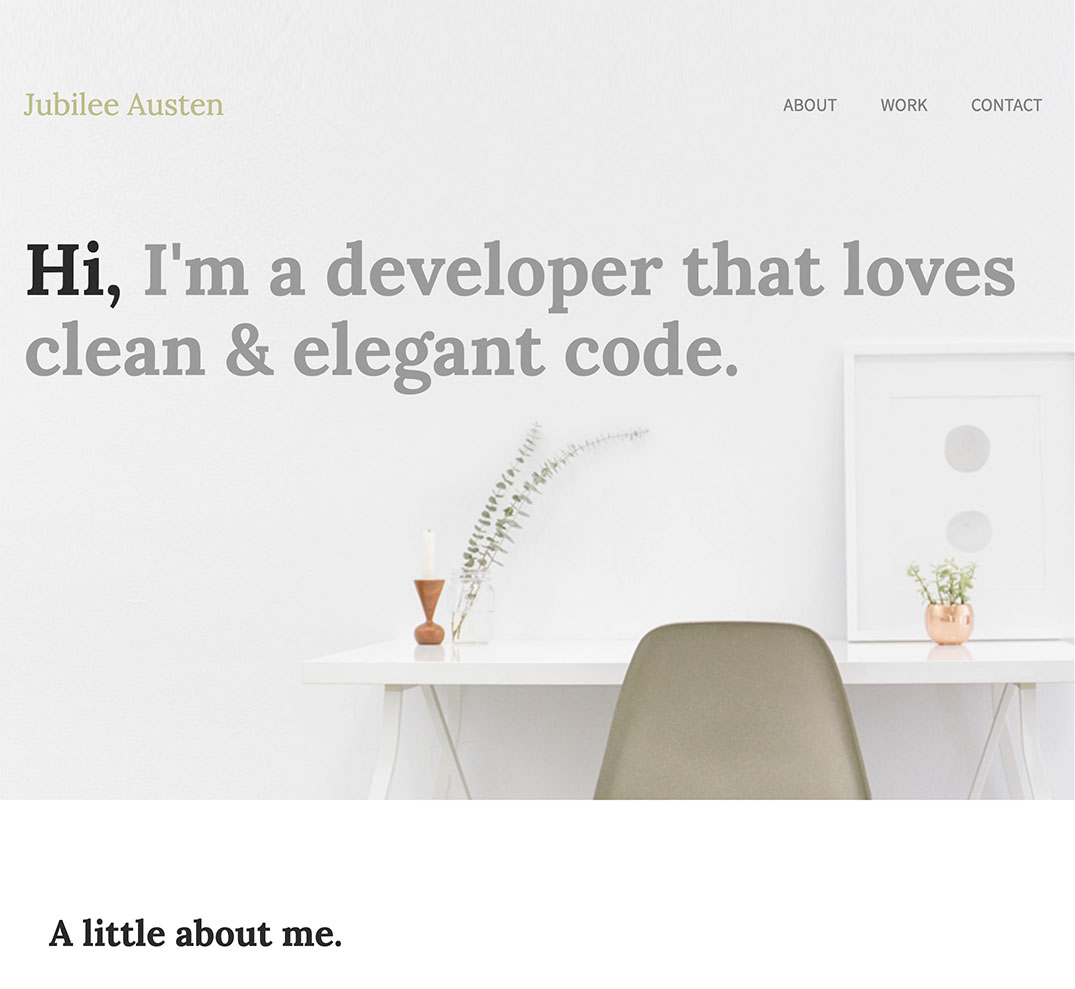 Jubilee Austen
ABOUT WORK CONTACT
Hi, I'm a developer that loves
clean & elegant code.
A little about me.